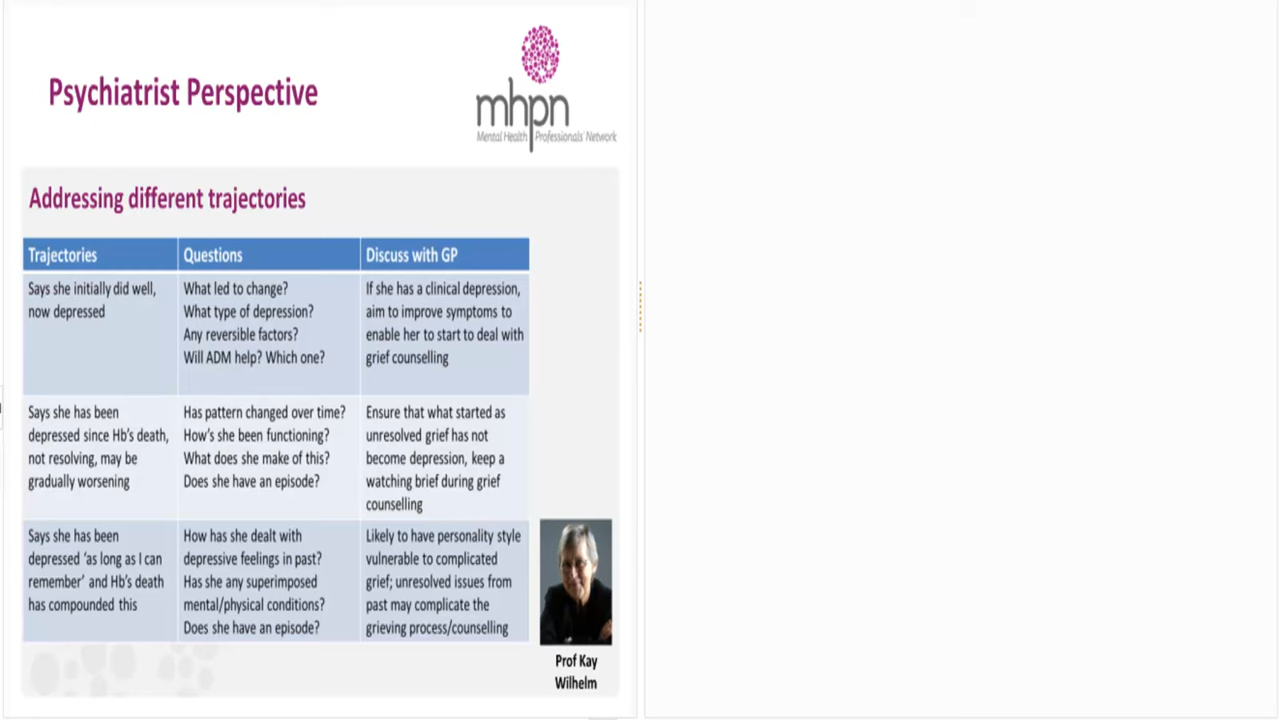 Psychiatrist Perspective
mhpn
Mental Health Professionals' Network
Addressing different trajectories
Trajectories
Questions
Discuss with GP
Says she initially did well,
now depressed
What led to change?
What type of depression?
Any reversible factors?
Will ADM help? Which one?
If she has a clinical depression,
aim to improve symptoms to
enable her to start to deal with
grief counselling
Says she has been
depressed since Hb's death,
not resolving, may be
gradually worsening
Has pattern changed over time?
How's she been functioning?
What does she make of this?
Does she have an episode?
Ensure that what started as
unresolved grief has not
become depression, keep a
watching brief during grief
counselling
Says she has been
depressed 'as long as I can
remember' and Hb's death
has compounded this
How has she dealt with
depressive feelings in past?
Has she any superimposed
mental/physical conditions?
Does she have an episode?
Likely to have personality style
vulnerable to complicated
grief; unresolved issues from
past may complicate the
grieving process/counselling
Prof Kay
Wilhelm